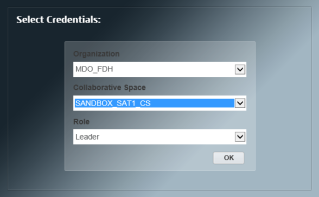 Select Credentials:
Organization
MDO_FDH
Collaborative Space
SANDBOX_SAT1_CS
Role
Leader
OK